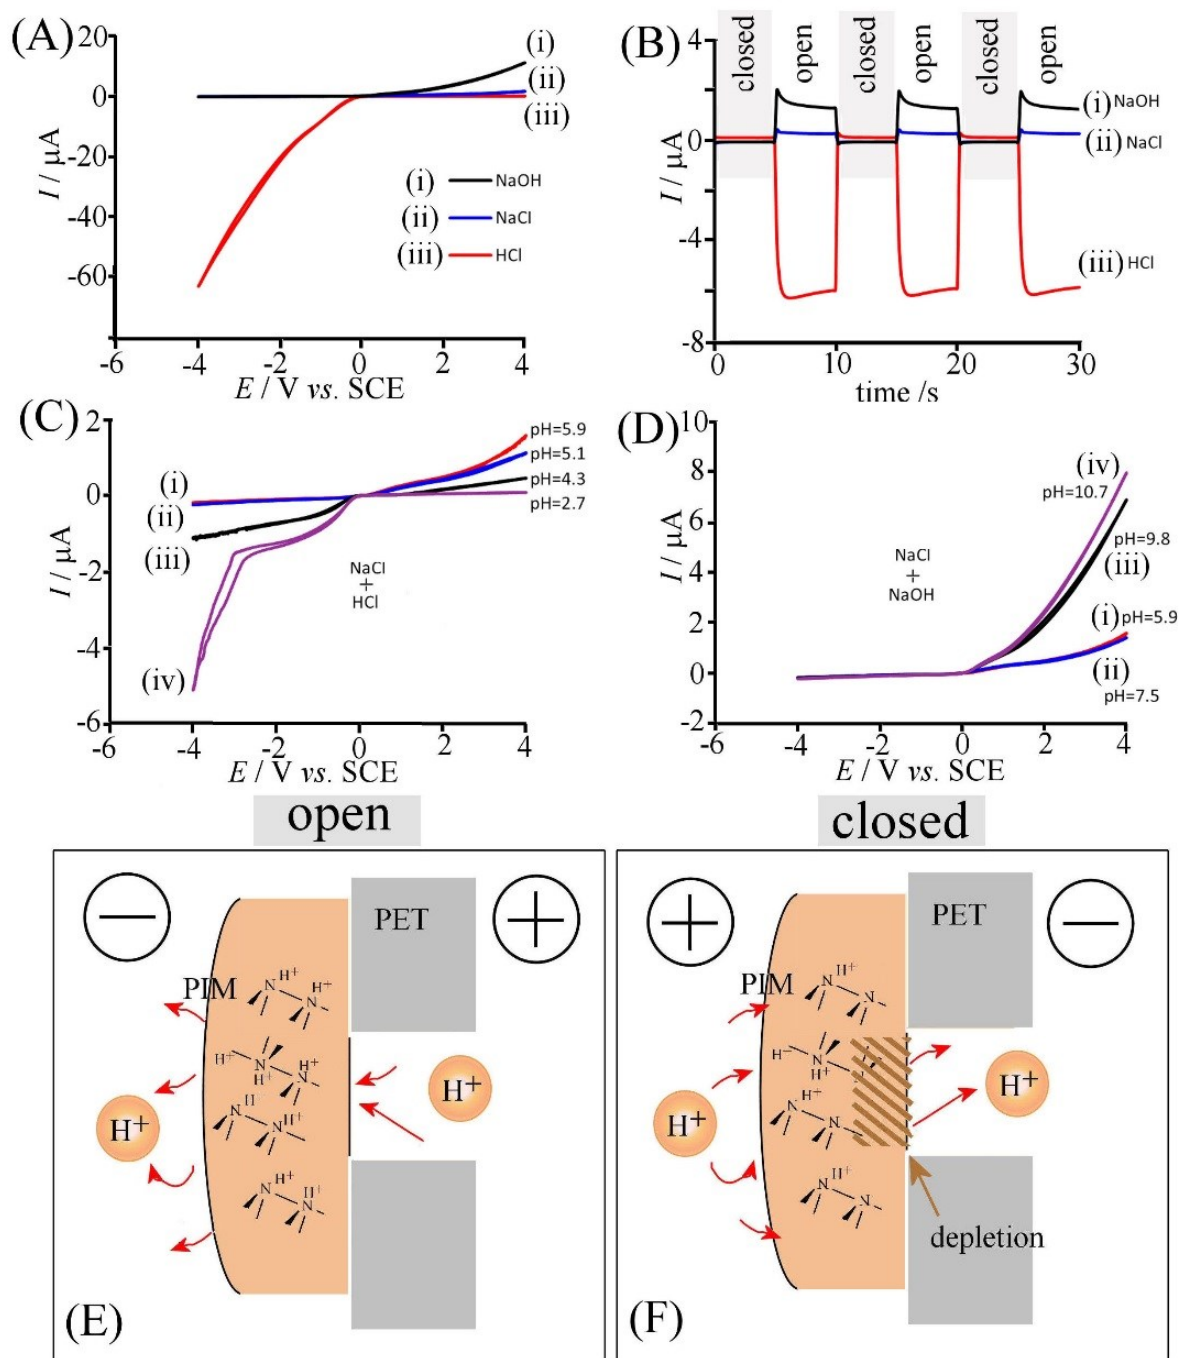 (A)
20
0
-20
-40
-60
I / µA
(i)
(ii)
(iii)
(i) NaOH
(ii) NaCl
(iii) HCl
-6 -4 -2 0 2 4
E / V vs. SCE
(B)
closed open closed open closed open
4
0
-4
-8
I / µA
(i) NaOH
(ii) NaCl
(iii) HCl
0 10 20 30
time /s
(C)
2
0
-2
-4
-6
I / µA
pH=5.9
pH=5.1
pH=4.3
pH=2.7
(i)
(ii)
(iii)
(iv)
NaCl
+
HCl
-6 -4 -2 0 2 4
E / V vs. SCE
(D)
10
8
6
4
2
0
-2
I / µA
(iv)
pH=10.7
pH=9.8
(iii)
NaCl
+
NaOH
(i) pH=5.9
(ii)
pH=7.5
-6 -4 -2 0 2 4
E / V vs. SCE
open
−
PET
+
PIM
H+
H+
N
N
H+
H+
N
H+
H+
N
H+
H+
H
N
H+
N
H+
N
H+
N
(E)
closed
+
PET
−
PIM
H+
N
N
H+
N
H+
H+
H+
H+
N
N
H+
N
N
depletion
(F)